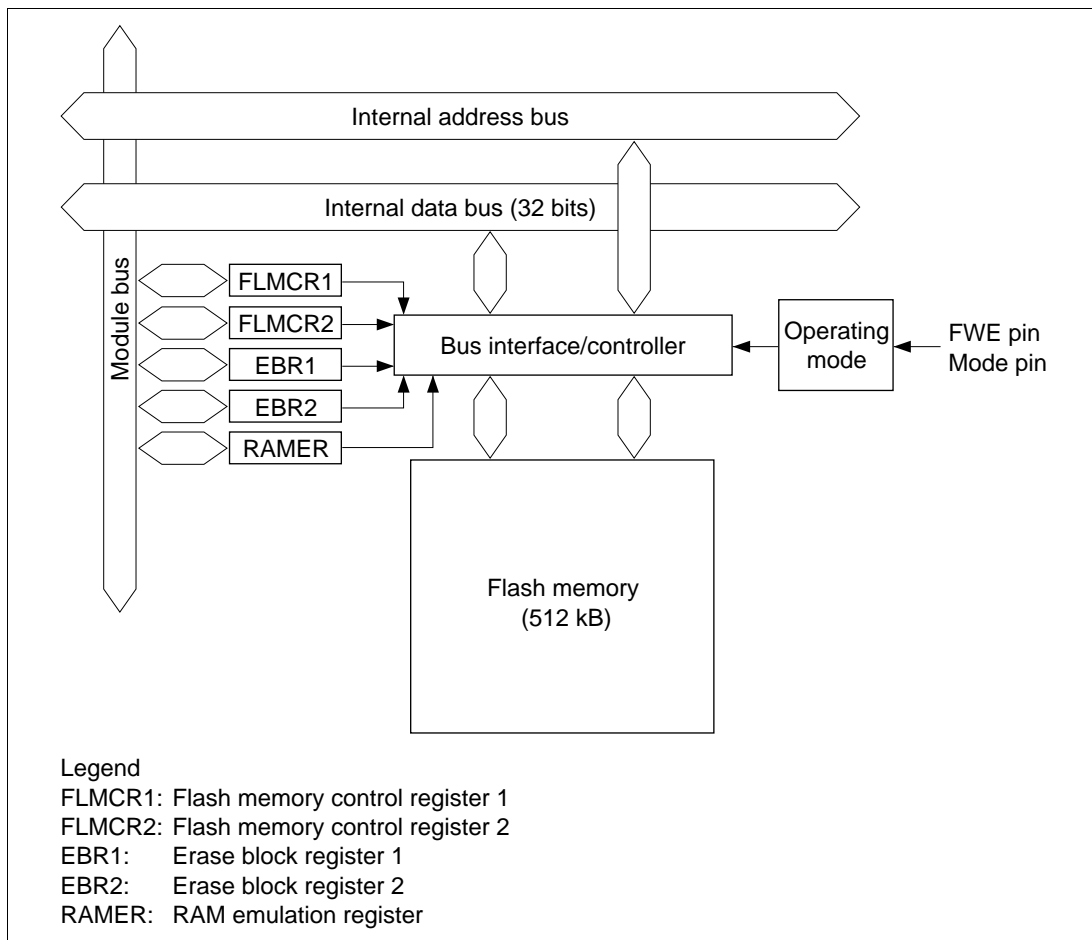 Internal address bus
Internal data bus (32 bits)
Module bus
FLMCR1
FLMCR2
EBR1
EBR2
RAMER
Bus interface/controller
Operating
mode
FWE pin
Mode pin
Flash memory
(512 kB)
Legend
FLMCR1: Flash memory control register 1
FLMCR2: Flash memory control register 2
EBR1: Erase block register 1
EBR2: Erase block register 2
RAMER: RAM emulation register